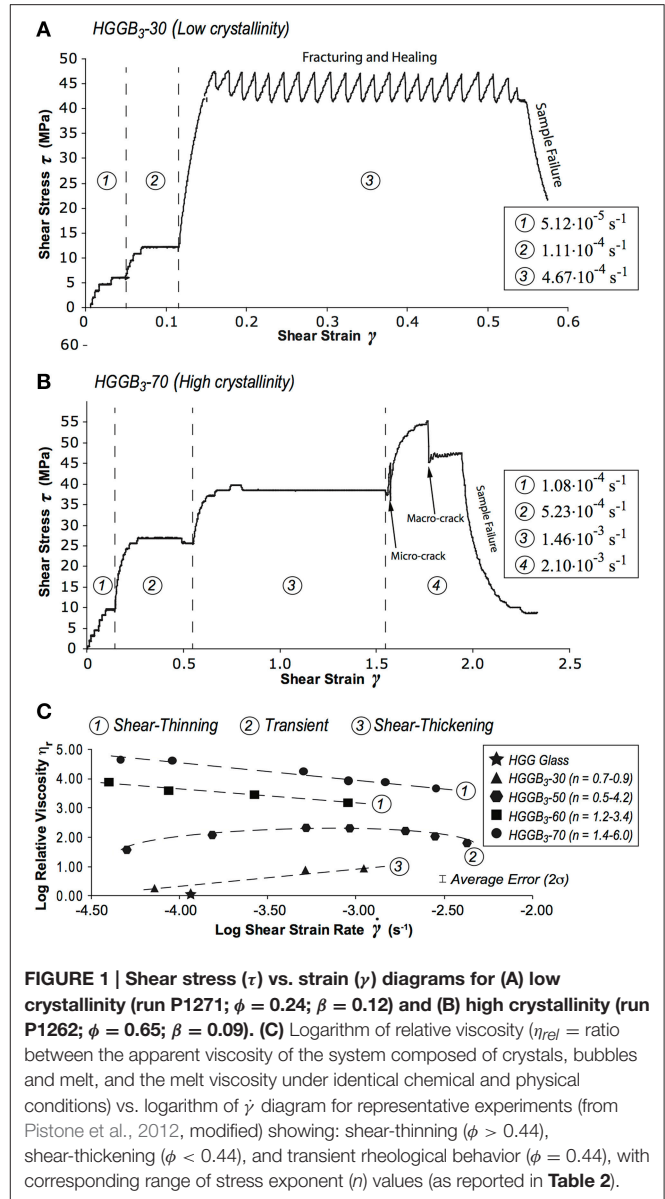 A
HGGB3-30 (Low crystallinity)
Fracturing and Healing
Shear Stress τ (MPa)
50
45
40
35
30
25
20
15
10
5
0
60 -
① ② ③
Sample Failure
① 5.12·10⁻⁵ s⁻¹
② 1.11·10⁻⁴ s⁻¹
③ 4.67·10⁻⁴ s⁻¹
0 0.1 0.2 0.3 0.4 0.5 0.6
Shear Strain γ
B
HGGB3-70 (High crystallinity)
Shear Stress τ (MPa)
55
50
45
40
35
30
25
20
15
10
5
0
① ② ③ ④
Micro-crack
Macro-crack
Sample Failure
① 1.08·10⁻⁴ s⁻¹
② 5.23·10⁻⁴ s⁻¹
③ 1.46·10⁻³ s⁻¹
④ 2.10·10⁻³ s⁻¹
0 0.5 1.0 1.5 2.0 2.5
Shear Strain γ
C
① Shear-Thinning ② Transient ③ Shear-Thickening
Log Relative Viscosity ηr
5.00
4.00
3.00
2.00
1.00
0.00
①
①
②
③
HGG Glass
HGGB3-30 (n = 0.7-0.9)
HGGB3-50 (n = 0.5-4.2)
HGGB3-60 (n = 1.2-3.4)
HGGB3-70 (n = 1.4-6.0)
Average Error (2σ)
-4.50 -4.00 -3.50 -3.00 -2.50 -2.00
Log Shear Strain Rate γ̇ (s⁻¹)
FIGURE 1 | Shear stress (τ) vs. strain (γ) diagrams for (A) low
crystallinity (run P1271; ϕ = 0.24; β = 0.12) and (B) high crystallinity (run
P1262; ϕ = 0.65; β = 0.09). (C) Logarithm of relative viscosity (ηrel = ratio
between the apparent viscosity of the system composed of crystals, bubbles
and melt, and the melt viscosity under identical chemical and physical
conditions) vs. logarithm of γ̇ diagram for representative experiments (from
Pistone et al., 2012, modified) showing: shear-thinning (ϕ > 0.44),
shear-thickening (ϕ < 0.44), and transient rheological behavior (ϕ = 0.44), with
corresponding range of stress exponent (n) values (as reported in Table 2).